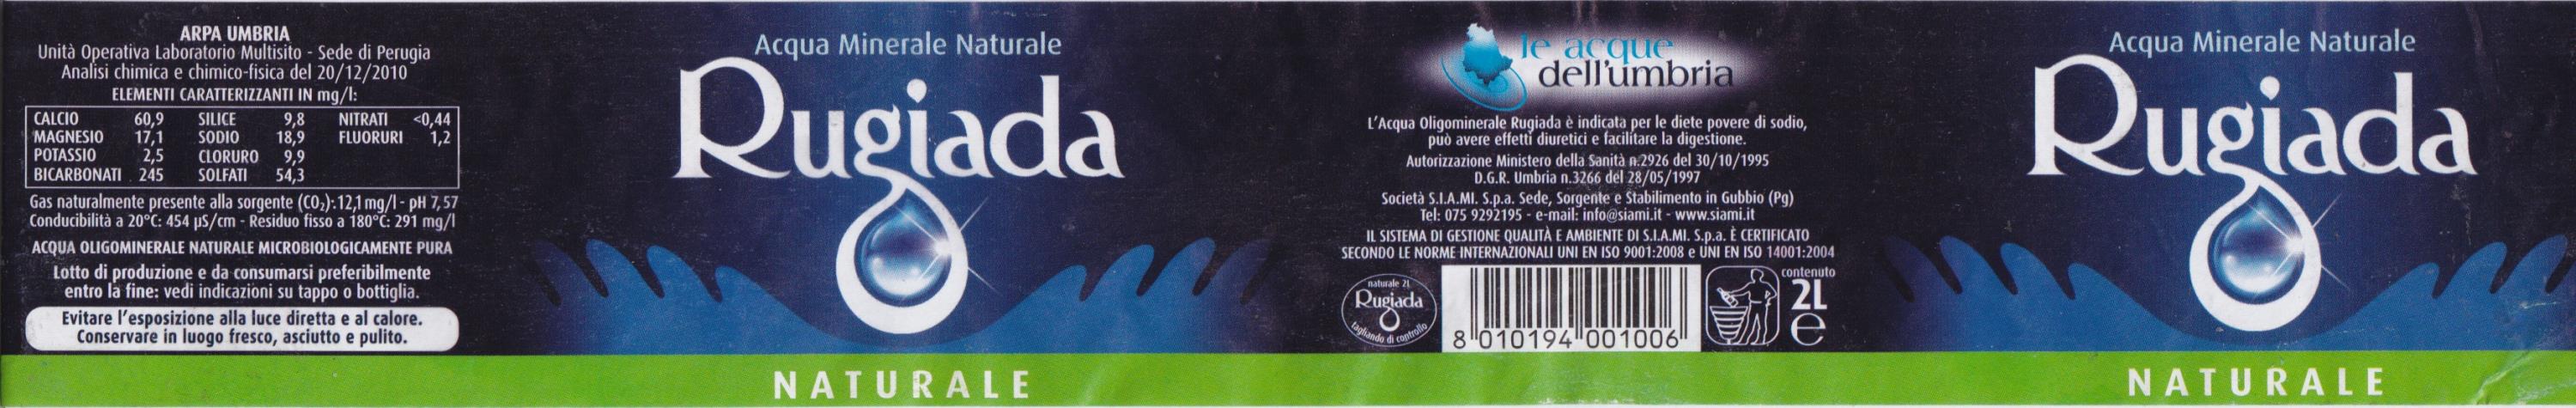 ARPA UMBRIA
Unità Operativa Laboratorio Multisito - Sede di Perugia
Analisi chimica e chimico-fisica del 20/12/2010
ELEMENTI CARATTERIZZANTI IN mg/l:
CALCIO 60,9 SILICE 9,8 NITRATI <0,44
MAGNESIO 17,1 SODIO 18,9 FLUORURI 1,2
POTASSIO 2,5 CLORURO 9,9
BICARBONATI 245 SOLFATI 54,3
Gas naturalmente presente alla sorgente (CO₂): 12,1 mg/l - pH 7,57
Conducibilità a 20°C: 454 µS/cm - Residuo fisso a 180°C: 291 mg/l
ACQUA OLIGOMINERALE NATURALE MICROBIOLOGICAMENTE PURA
Lotto di produzione e da consumarsi preferibilmente
entro la fine: vedi indicazioni su tappo o bottiglia.
Evitare l'esposizione alla luce diretta e al calore.
Conservare in luogo fresco, asciutto e pulito.
Acqua Minerale Naturale
Rugiada
NATURALE
le acque
dell'umbria
L'Acqua Oligominerale Rugiada è indicata per le diete povere di sodio,
può avere effetti diuretici e facilitare la digestione.
Autorizzazione Ministero della Sanità n.2926 del 30/10/1995
D.G.R. Umbria n.3266 del 28/05/1997
Società S.I.A.MI. S.p.a. Sede, Sorgente e Stabilimento in Gubbio (Pg)
Tel: 075 9292195 - e-mail: info@siami.it - www.siami.it
IL SISTEMA DI GESTIONE QUALITÀ E AMBIENTE DI S.I.A.MI. S.p.a. È CERTIFICATO
SECONDO LE NORME INTERNAZIONALI UNI EN ISO 9001:2008 e UNI EN ISO 14001:2004
naturale 2l
Rugiada
tagliando di controllo
8 010194 001006
contenuto
2L
e
Acqua Minerale Naturale
Rugiada
NATURALE